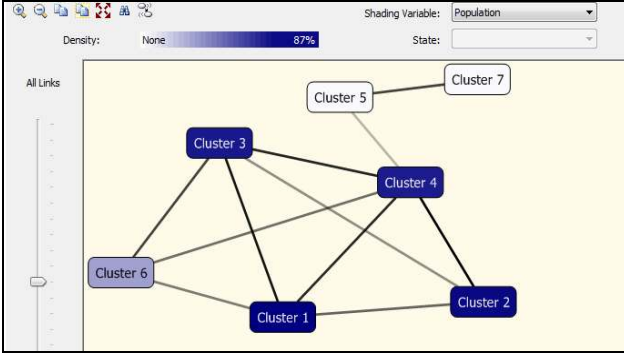 Shading Variable: Population
Density: None 87% State:
All Links
Cluster 7
Cluster 5
Cluster 3
Cluster 4
Cluster 6
Cluster 2
Cluster 1